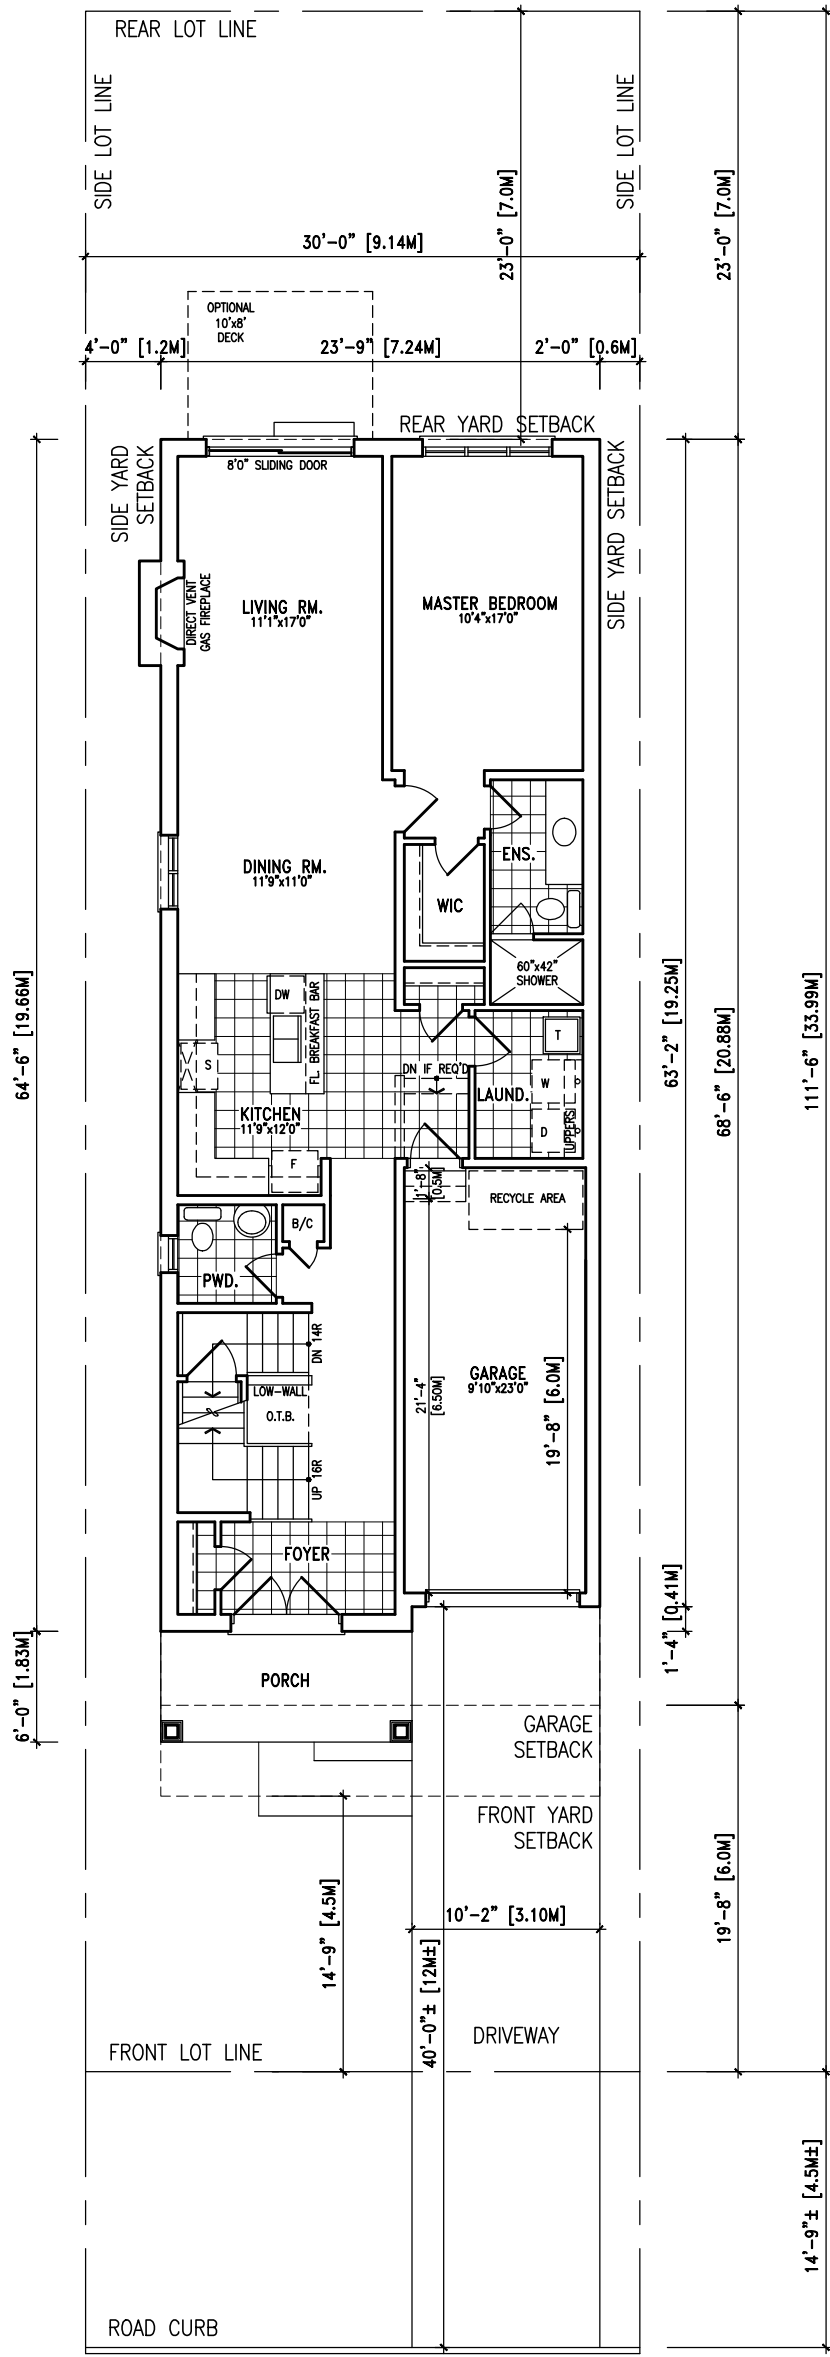 REAR LOT LINE
SIDE LOT LINE
SIDE LOT LINE
23'-0" [7.0M]
23'-0" [7.0M]
30'-0" [9.14M]
OPTIONAL
10'x8'
DECK
4'-0" [1.2M]
23'-9" [7.24M]
2'-0" [0.6M]
REAR YARD SETBACK
SIDE YARD
SETBACK
SIDE YARD SETBACK
8'0" SLIDING DOOR
DIRECT VENT
GAS FIREPLACE
LIVING RM.
11'1"x17'0"
MASTER BEDROOM
10'4"x17'0"
DINING RM.
11'9"x11'0"
ENS.
WIC
60"x42"
SHOWER
64'-6" [19.66M]
63'-2" [19.25M]
68'-6" [20.88M]
111'-6" [33.99M]
DW
FL. BREAKFAST BAR
S
T
DN IF REQ'D
LAUND.
W
D
UPPERS
KITCHEN
11'9"x12'0"
F
1'-8"
[0.5M]
RECYCLE AREA
B/C
PWD.
DN 14R
LOW-WALL
O.T.B.
UP 16R
GARAGE
9'10"x23'0"
21'-4"
[6.50M]
19'-8" [6.0M]
FOYER
1'-4" [0.41M]
6'-0" [1.83M]
PORCH
GARAGE
SETBACK
FRONT YARD
SETBACK
14'-9" [4.5M]
10'-2" [3.10M]
19'-8" [6.0M]
40'-0"± [12M±]
DRIVEWAY
FRONT LOT LINE
14'-9"± [4.5M±]
ROAD CURB